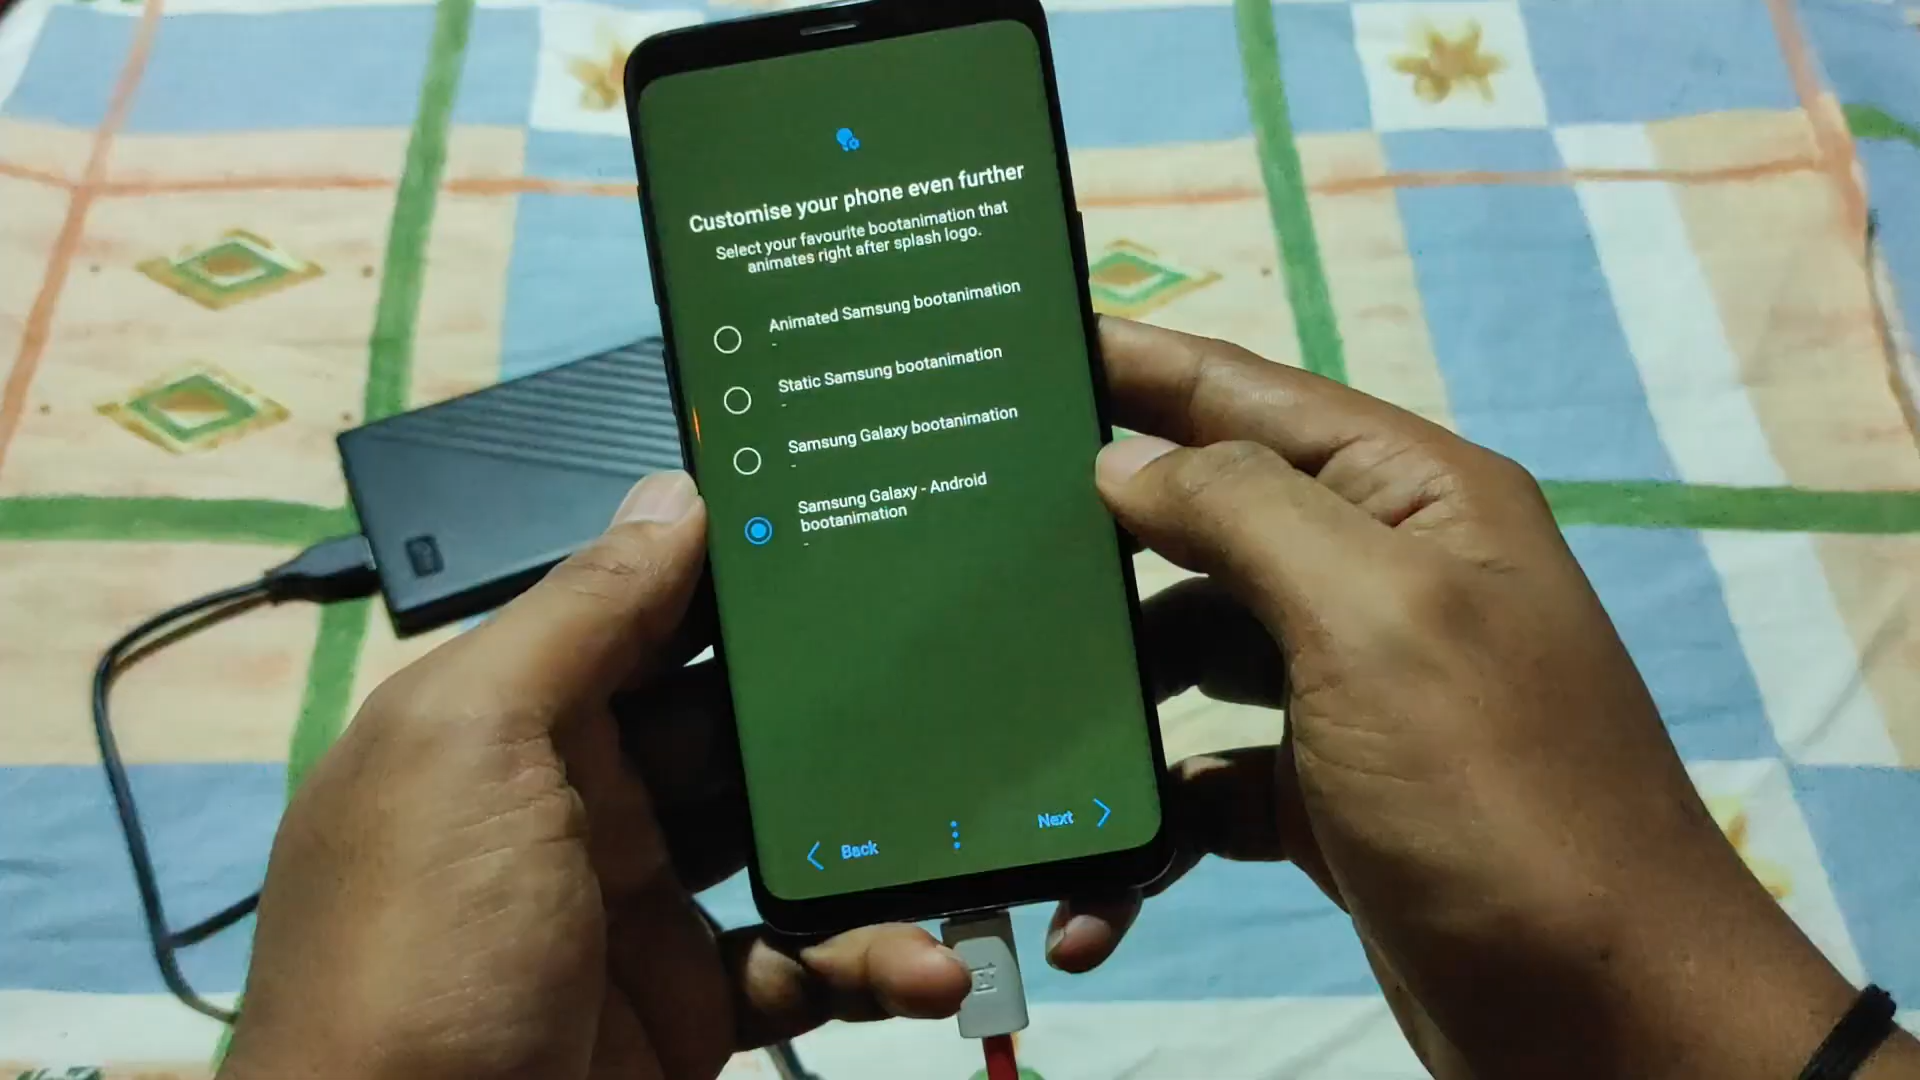 Customise your phone even further
Select your favourite bootanimation that
animates right after splash logo.
Animated Samsung bootanimation
-
Static Samsung bootanimation
-
Samsung Galaxy bootanimation
-
Samsung Galaxy - Android
bootanimation
-
Back
Next